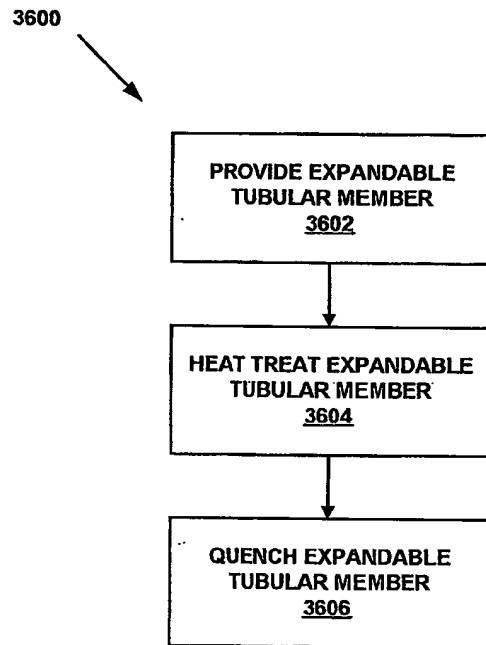 3600
PROVIDE EXPANDABLE
TUBULAR MEMBER
3602
HEAT TREAT EXPANDABLE
TUBULAR MEMBER
3604
QUENCH EXPANDABLE
TUBULAR MEMBER
3606